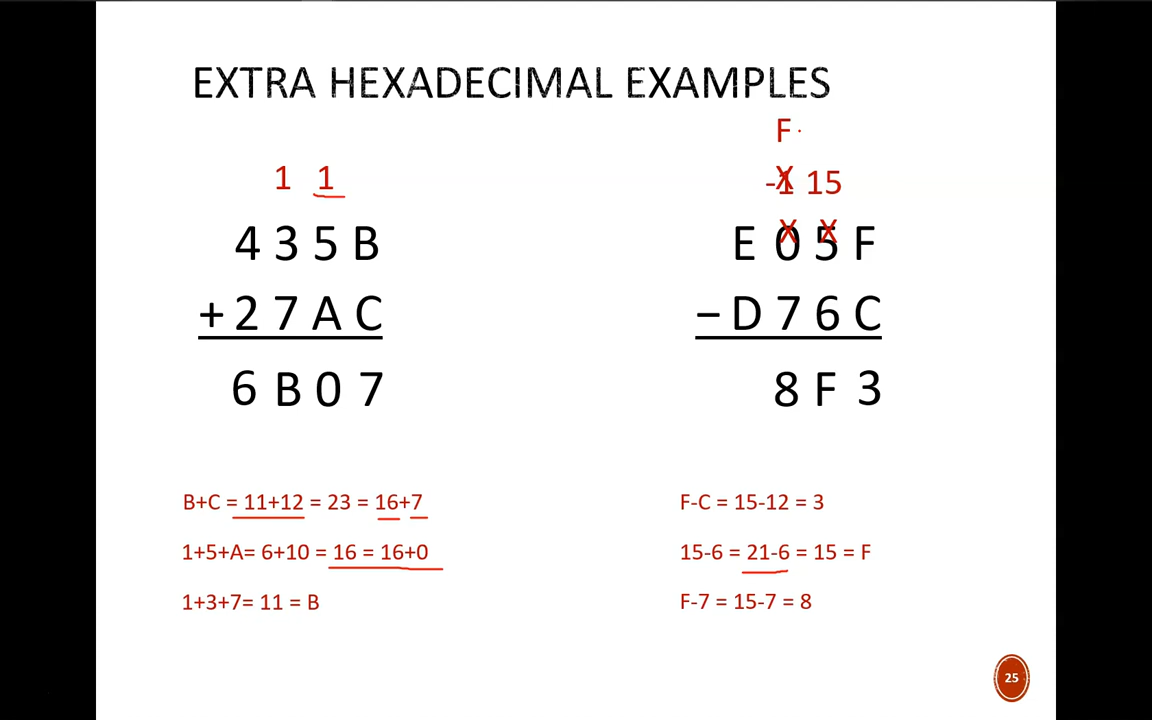 EXTRA HEXADECIMAL EXAMPLES
1 1
4 3 5 B
+ 2 7 A C
6 B 0 7
F
X
-1 15
X X
E 0 5 F
– D 7 6 C
8 F 3
B+C = 11+12 = 23 = 16+7
1+5+A= 6+10 = 16 = 16+0
1+3+7= 11 = B
F-C = 15-12 = 3
15-6 = 21-6 = 15 = F
F-7 = 15-7 = 8
25